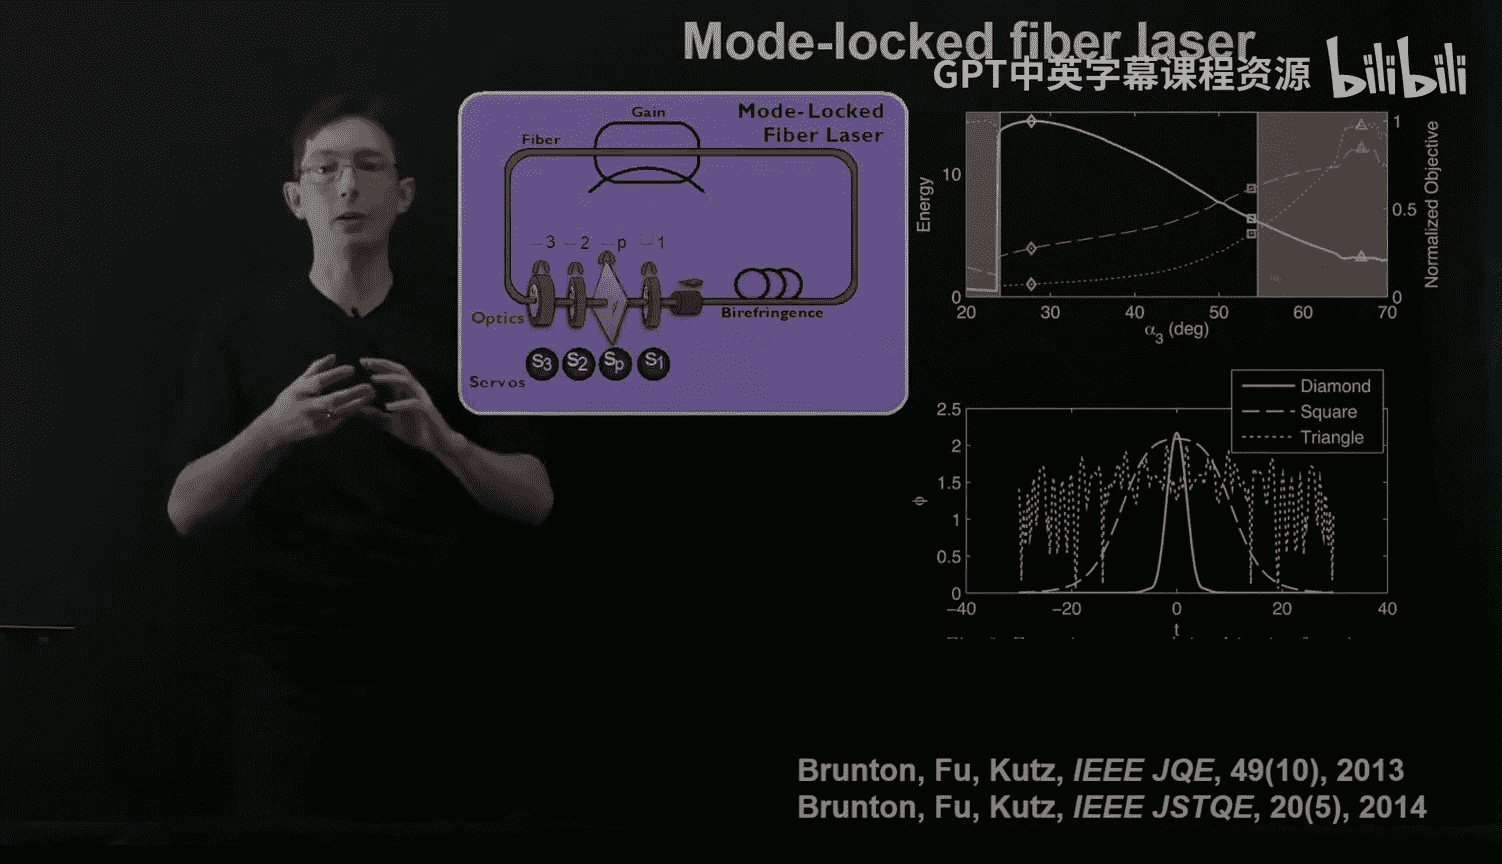 Mode-locked fiber laser
GPT中英字幕课程资源 bilibili
Mode-Locked
Fiber Laser
Gain
Fiber
3 2 p 1
Optics
Birefringence
S3 S2 Sp S1
Servos
Energy
10
0
1
0.5
0
Normalized Objective
20 30 40 50 60 70
α3 (deg)
Diamond
Square
Triangle
2.5
2
1.5
1
0.5
0
ϕ
−40 −20 0 20 40
t
Brunton, Fu, Kutz, IEEE JQE, 49(10), 2013
Brunton, Fu, Kutz, IEEE JSTQE, 20(5), 2014